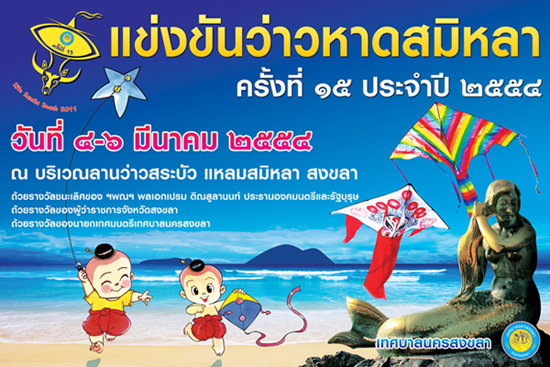 แข่งขันว่าวหาดสมิหลา
ครั้งที่ ๑๕ ประจำปี ๒๕๕๔
วันที่ ๔-๖ มีนาคม ๒๕๕๔
ณ บริเวณลานว่าวสระบัว แหลมสมิหลา สงขลา
ถ้วยรางวัลชนะเลิศของ ฯพณฯ พลเอกเปรม ติณสูลานนท์ ประธานองคมนตรีและรัฐบุรุษ
ถ้วยรางวัลของผู้ว่าราชการจังหวัดสงขลา
ถ้วยรางวัลของนายกเทศมนตรีเทศบาลนครสงขลา
เทศบาลนครสงขลา